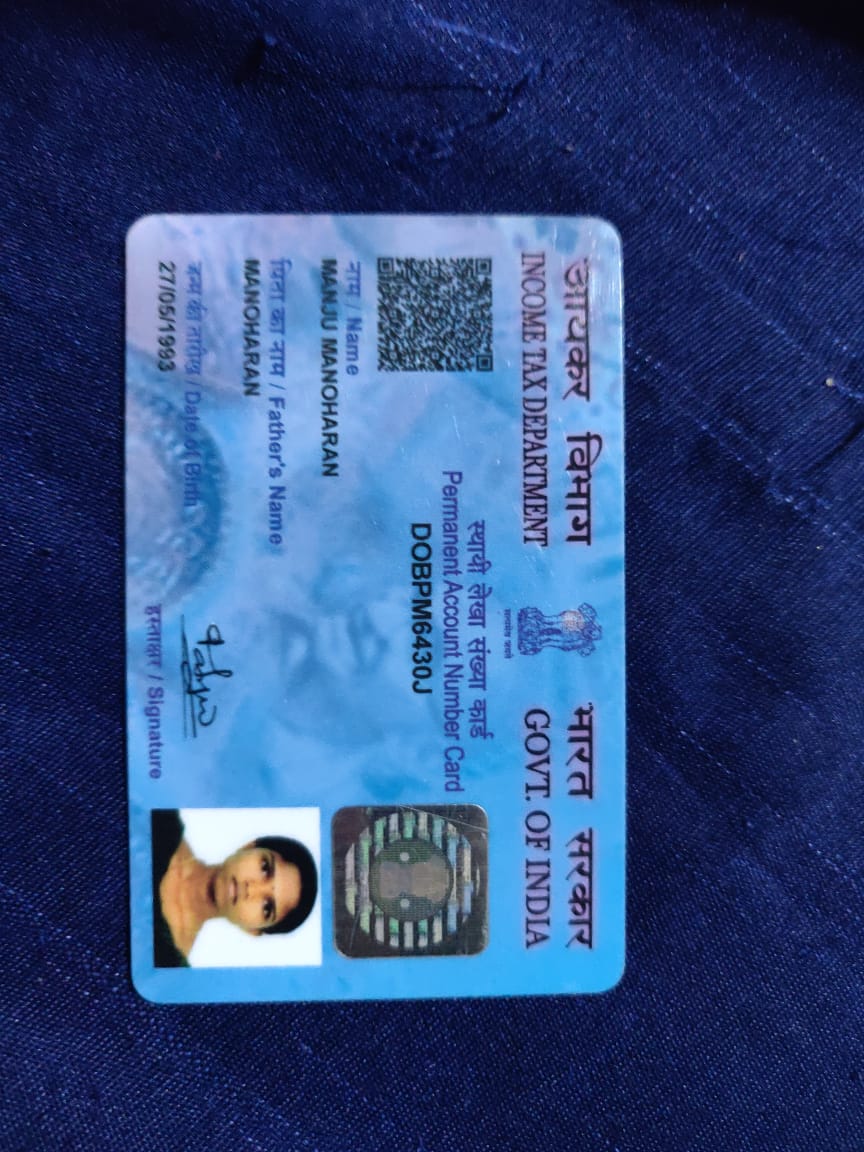 आयकर विभाग
INCOME TAX DEPARTMENT
भारत सरकार
GOVT. OF INDIA
सत्यमेव जयते
स्थायी लेखा संख्या कार्ड
Permanent Account Number Card
DOBPM6430J
नाम / Name
MANJU MANOHARAN
पिता का नाम / Father's Name
MANOHARAN
जन्म की तारीख / Date of Birth
27/05/1993
हस्ताक्षर / Signature